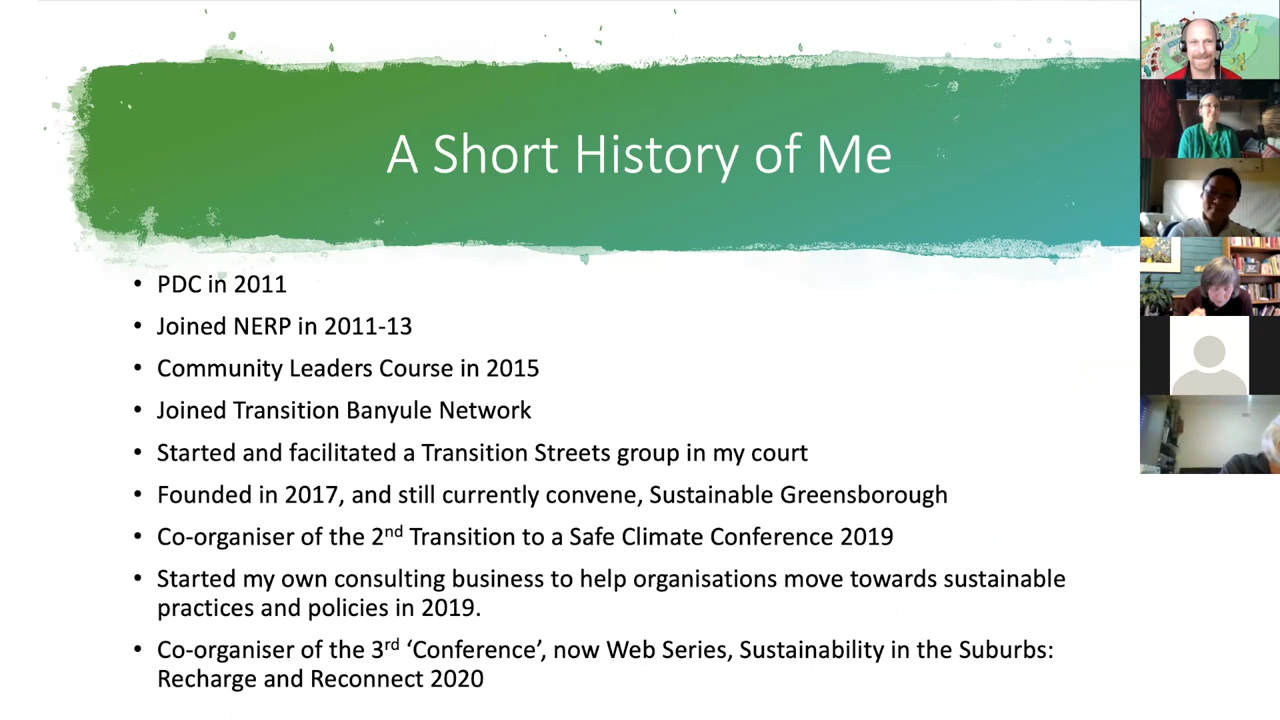 A Short History of Me
• PDC in 2011
• Joined NERP in 2011-13
• Community Leaders Course in 2015
• Joined Transition Banyule Network
• Started and facilitated a Transition Streets group in my court
• Founded in 2017, and still currently convene, Sustainable Greensborough
• Co-organiser of the 2nd Transition to a Safe Climate Conference 2019
• Started my own consulting business to help organisations move towards sustainable
practices and policies in 2019.
• Co-organiser of the 3rd ‘Conference’, now Web Series, Sustainability in the Suburbs:
Recharge and Reconnect 2020